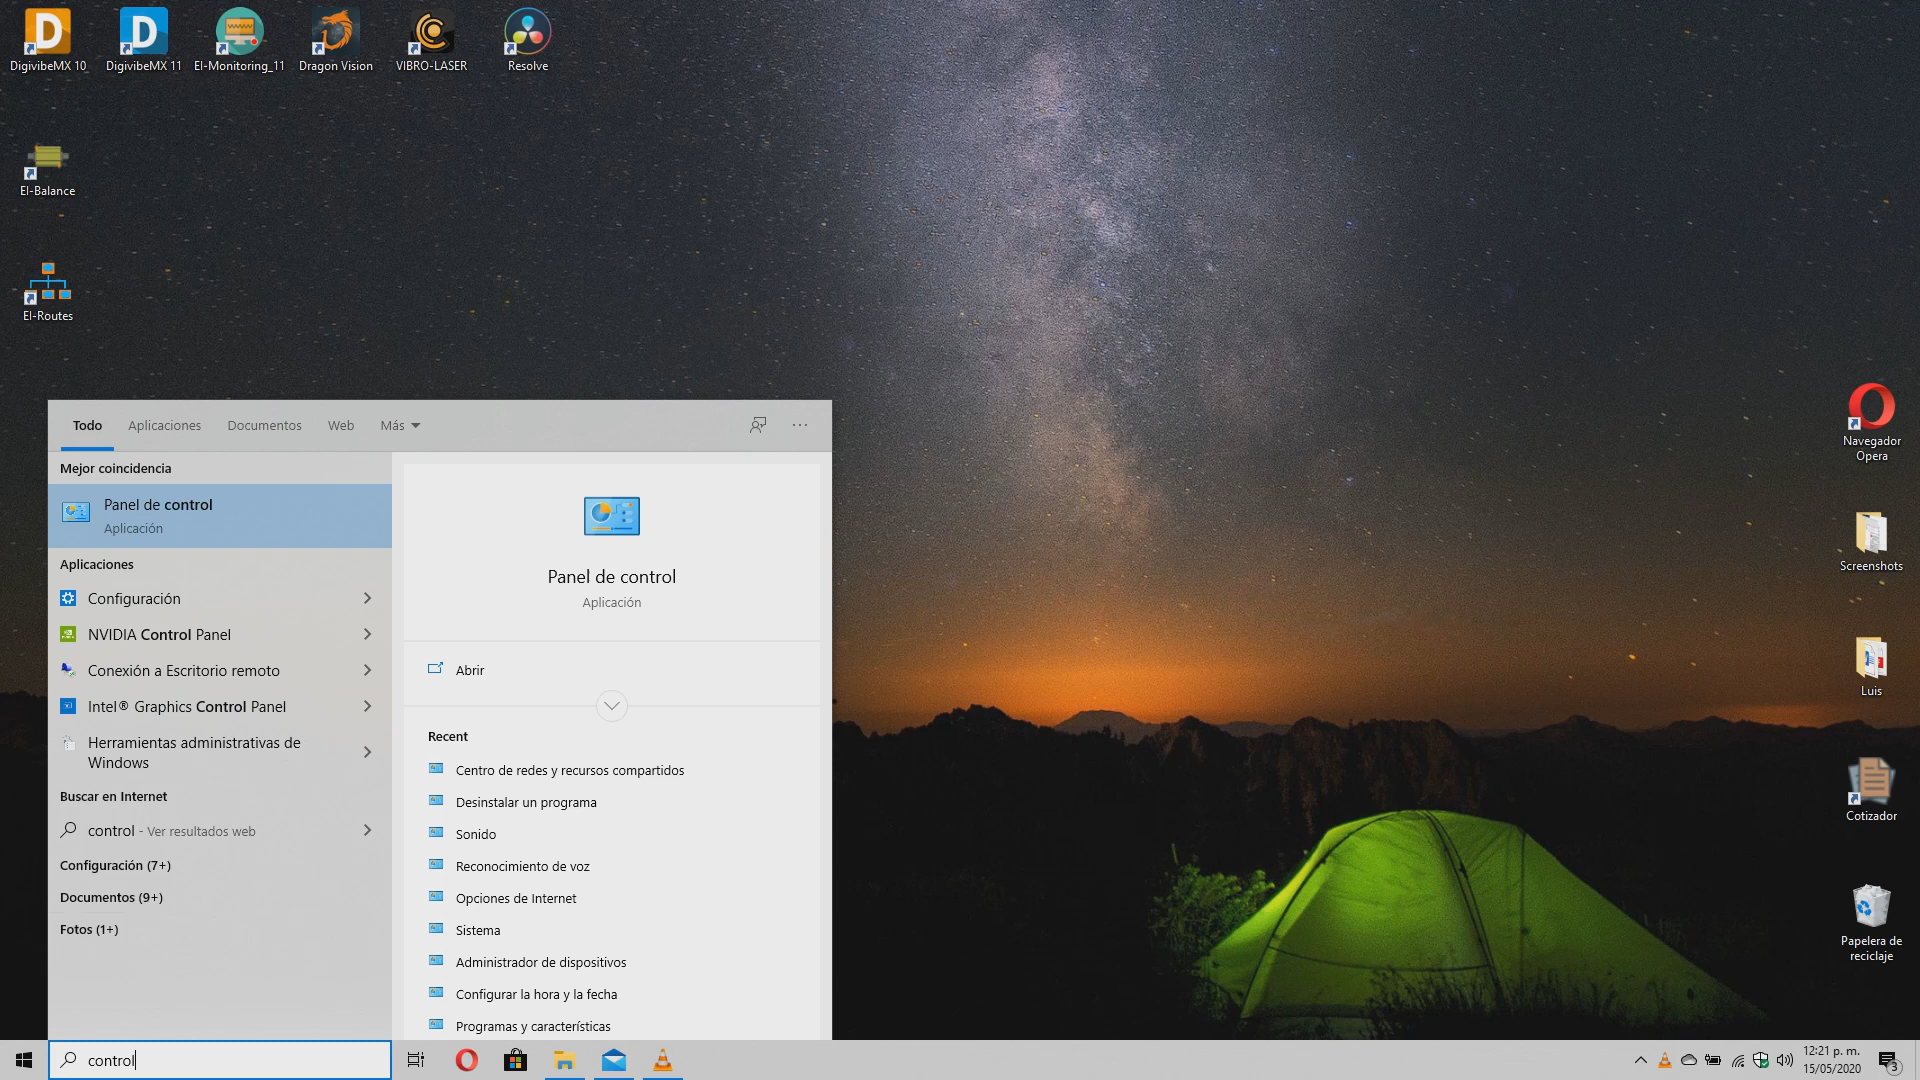 DigivibeMX 10
DigivibeMX 11
EI-Monitoring_11
Dragon Vision
VIBRO-LASER
Resolve
EI-Balance
EI-Routes
Navegador
Opera
Screenshots
Luis
Cotizador
Papelera de
reciclaje
Todo
Aplicaciones
Documentos
Web
Más
Mejor coincidencia
Panel de control
Aplicación
Aplicaciones
Configuración
NVIDIA Control Panel
Conexión a Escritorio remoto
Intel® Graphics Control Panel
Herramientas administrativas de
Windows
Buscar en Internet
control - Ver resultados web
Configuración (7+)
Documentos (9+)
Fotos (1+)
Panel de control
Aplicación
Abrir
Recent
Centro de redes y recursos compartidos
Desinstalar un programa
Sonido
Reconocimiento de voz
Opciones de Internet
Sistema
Administrador de dispositivos
Configurar la hora y la fecha
Programas y características
control
12:21 p. m.
15/05/2020
3